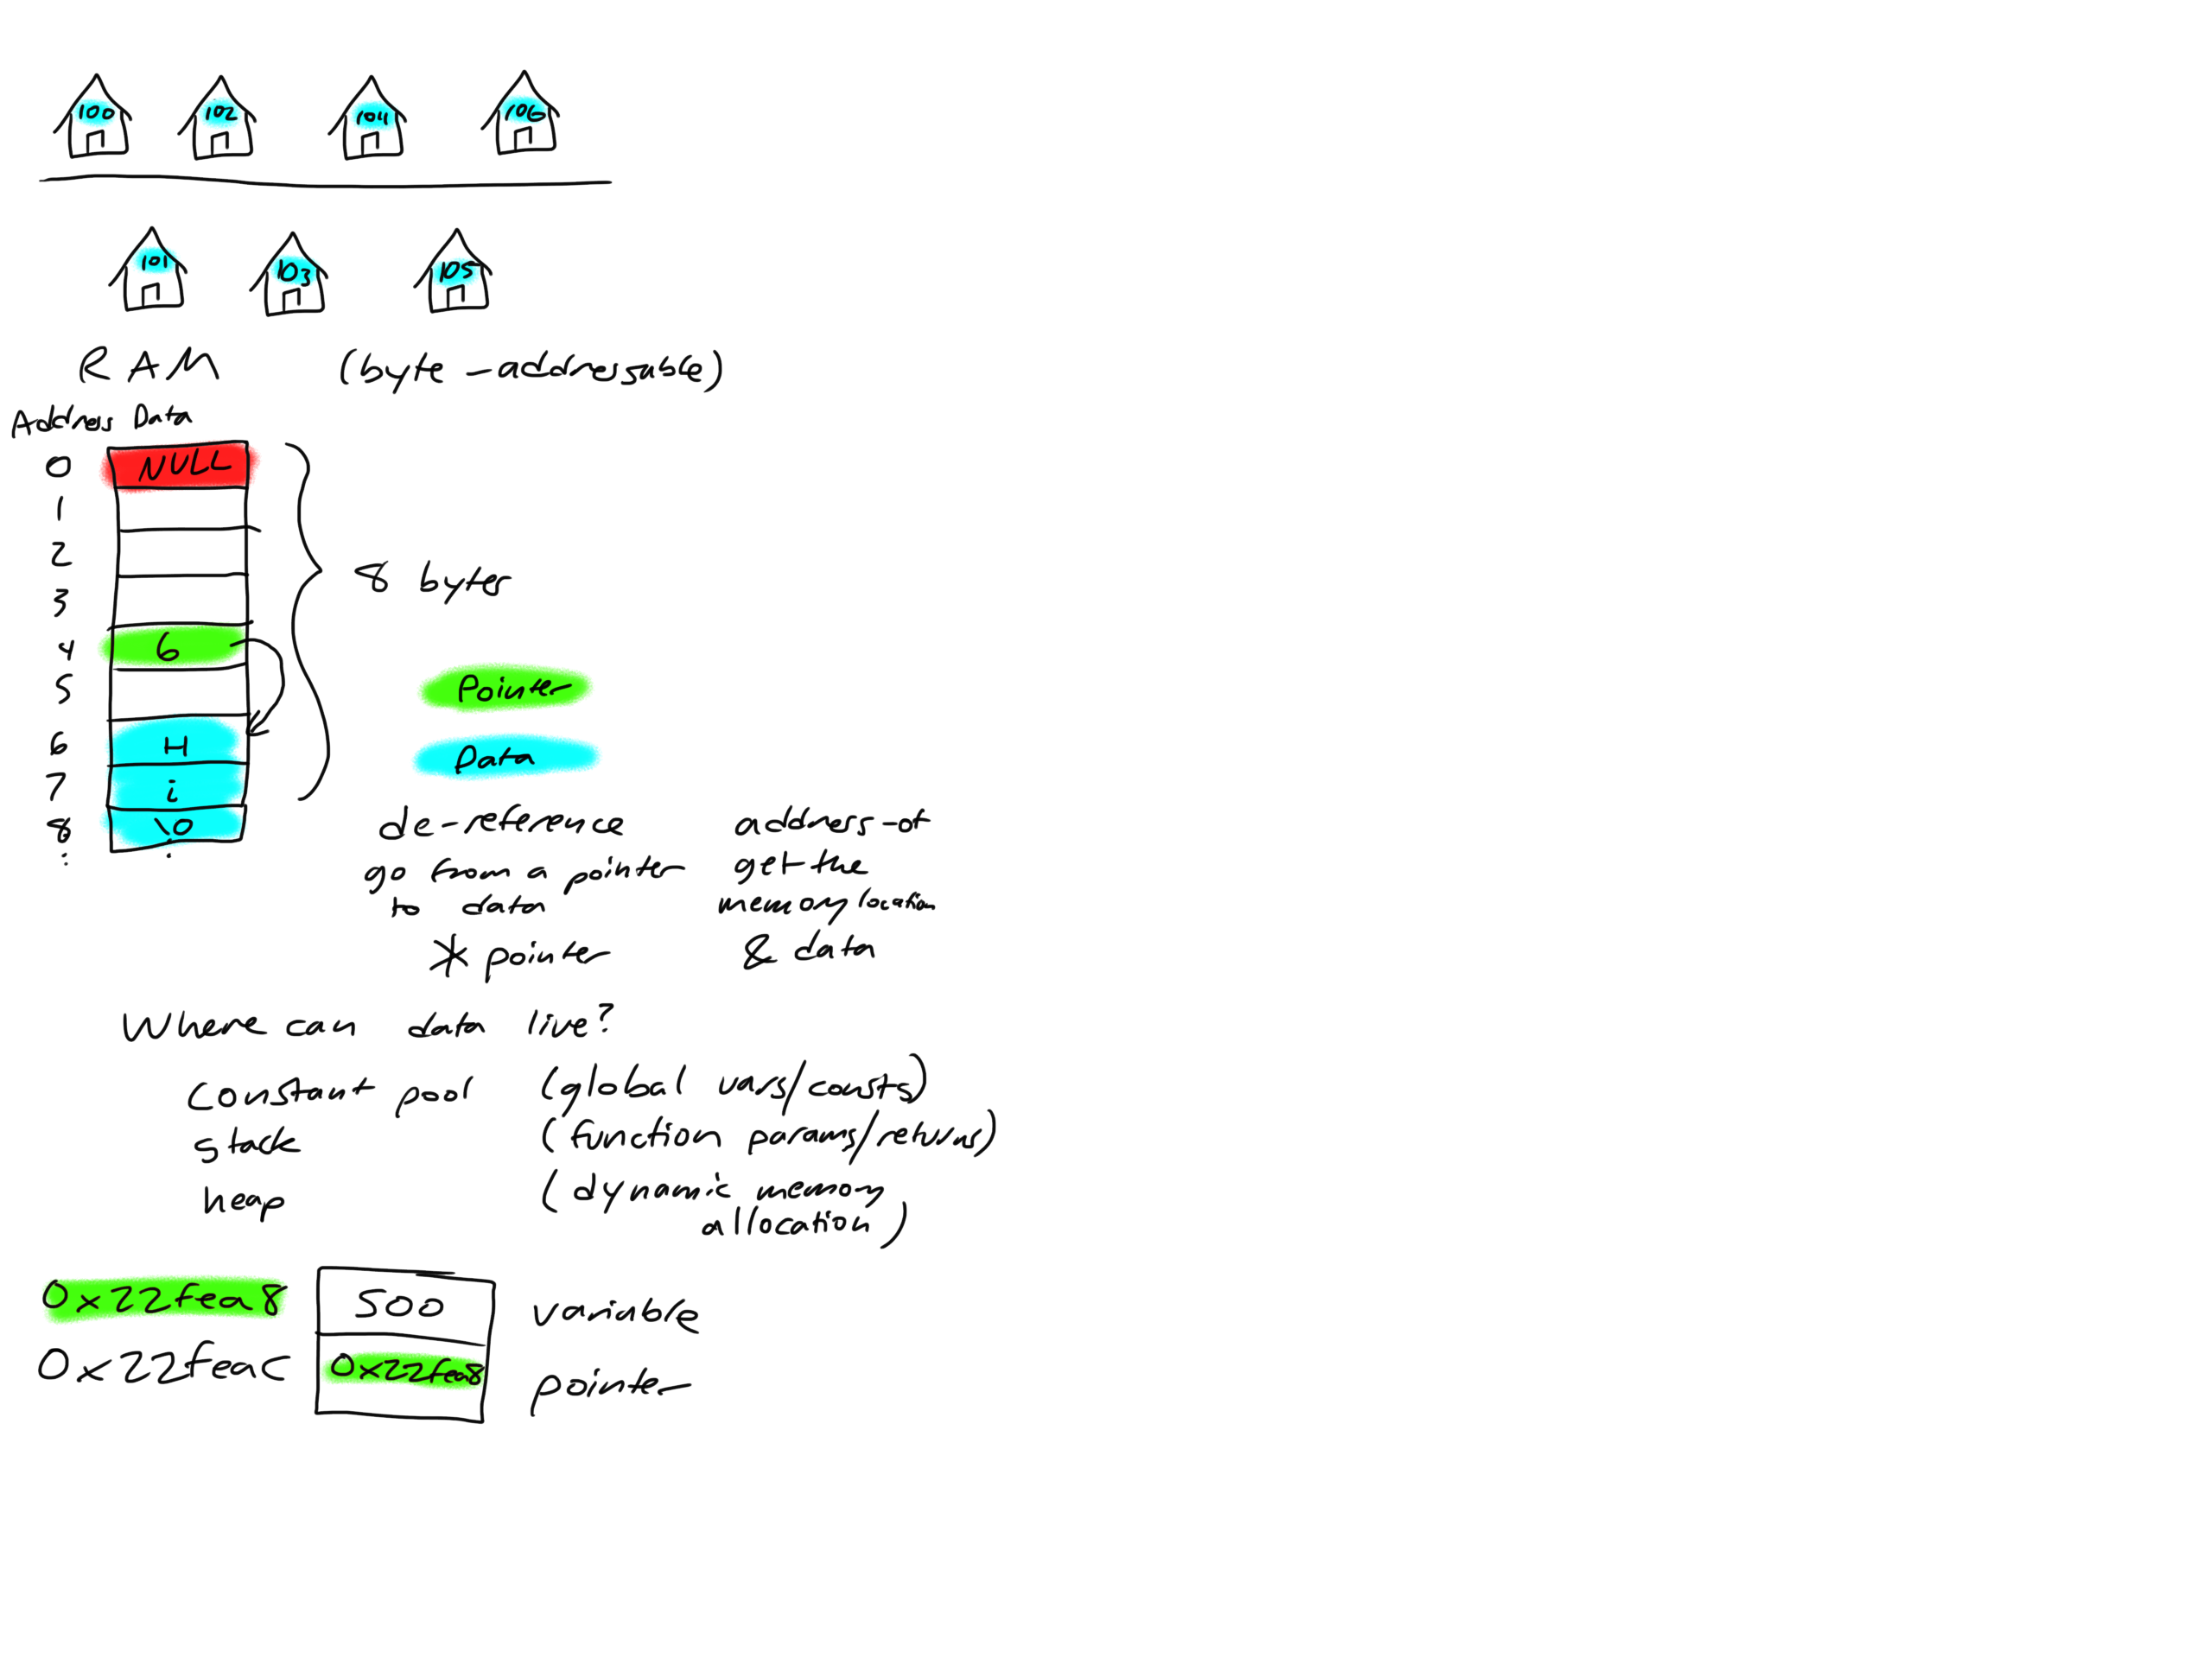 100 102 104 106
101 103 105
RAM (byte-addressable)
Address Data
0 NULL
1
2
3
8 bytes
4 6
5
Pointer
6 H
Data
7 i
8 \0
: :
de-reference
go from a pointer
to data
* pointer
address-of
get the
memory location
& data
Where can data live?
constant pool (global vars/consts)
stack (function params/returns)
heap (dynamic memory
allocation)
0x22fea8 500 variable
0x22feac 0x22fea8 pointer